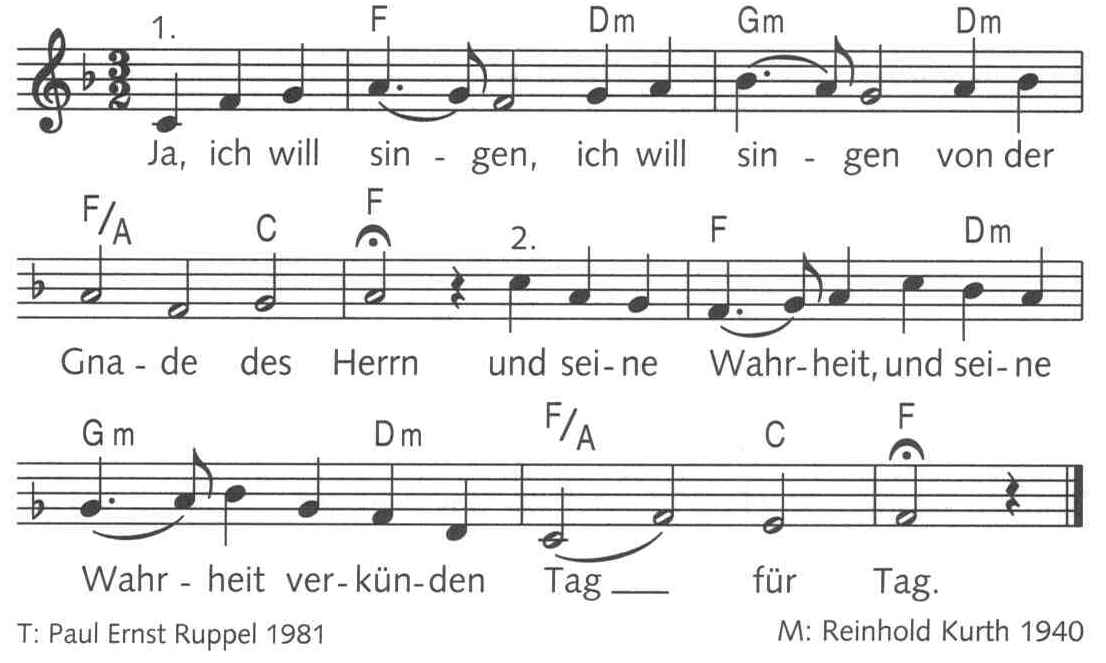 1. F Dm Gm Dm
3 2
Ja, ich will sin - gen, ich will sin - gen von der
F/A C F 2. F Dm
Gna - de des Herrn und sei - ne Wahr - heit, und sei - ne
Gm Dm F/A C F
Wahr - heit ver - kün - den Tag für Tag.
T: Paul Ernst Ruppel 1981 M: Reinhold Kurth 1940